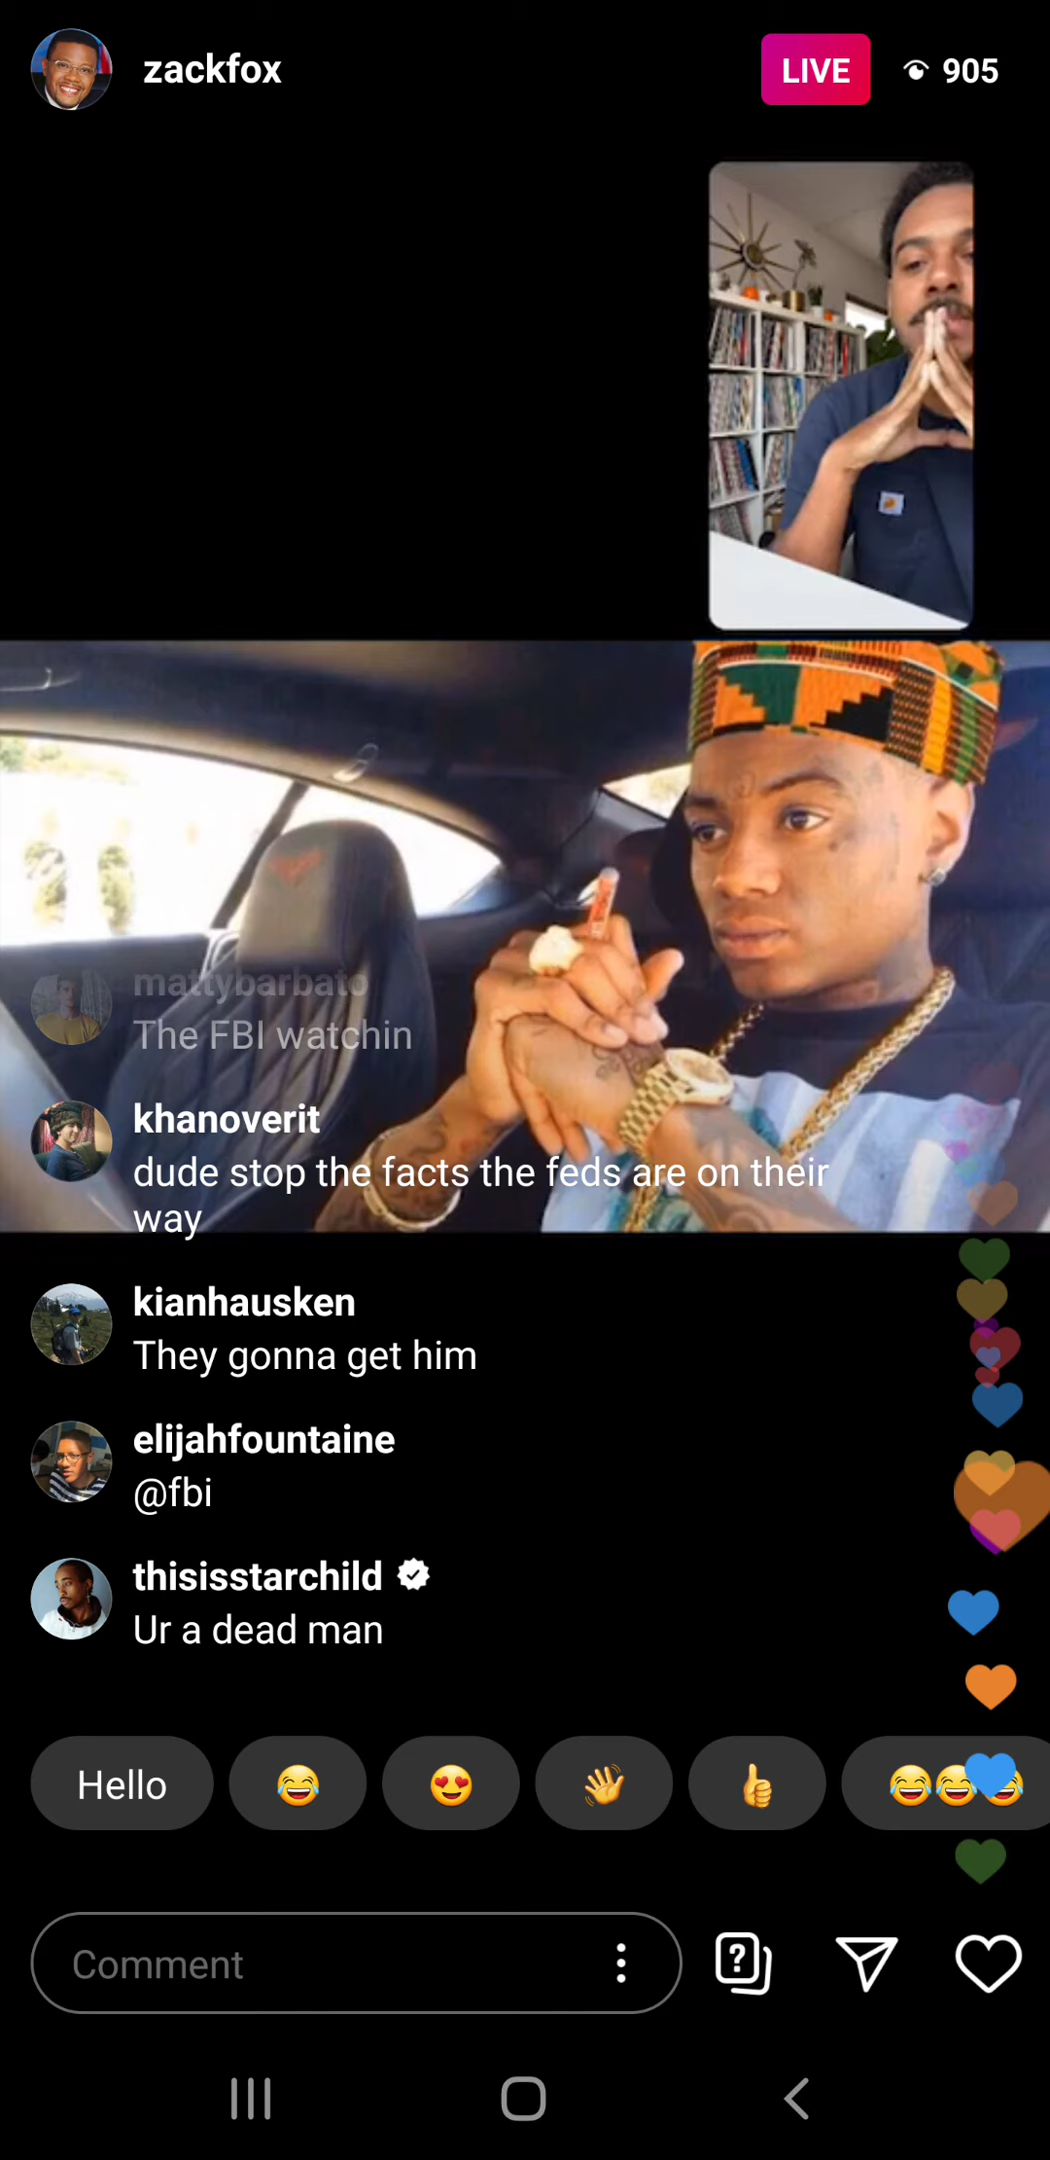 zackfox
LIVE
905
mattybarbato
The FBI watchin
khanoverit
dude stop the facts the feds are on their
way
kianhausken
They gonna get him
elijahfountaine
@fbi
thisisstarchild
Ur a dead man
Hello
Comment